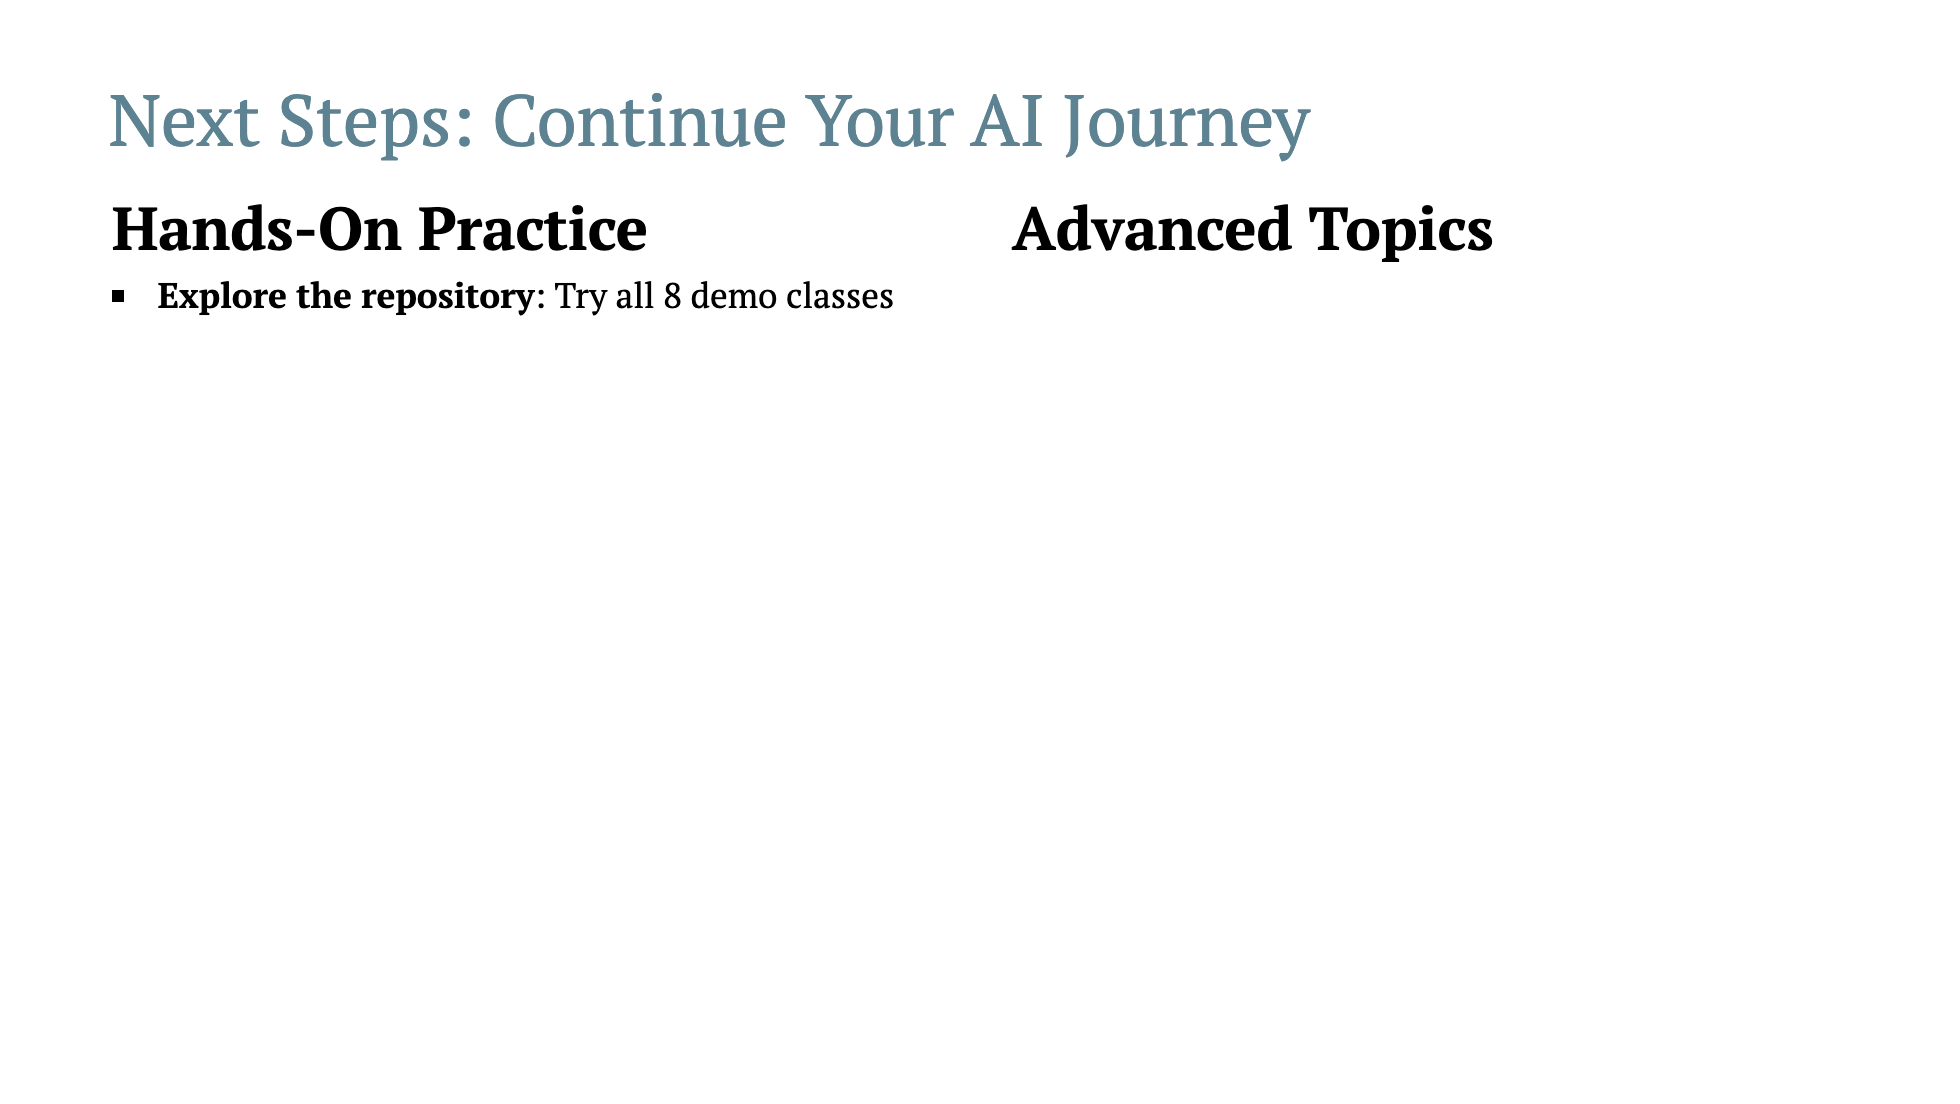 Next Steps: Continue Your AI Journey
Hands-On Practice
▪ Explore the repository: Try all 8 demo classes
Advanced Topics